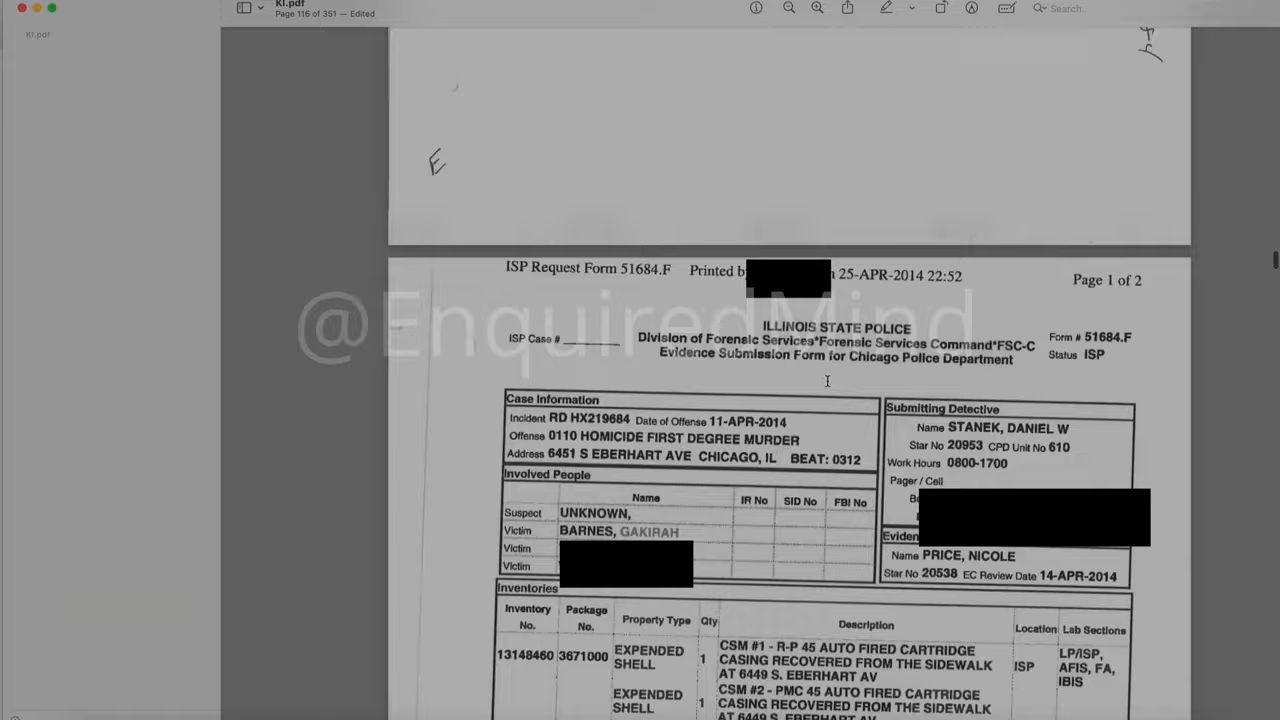 KI.pdf
Page 116 of 351 — Edited
Search
KI.pdf
E
ISP Request Form 51684.F Printed b 25-APR-2014 22:52 Page 1 of 2
@EnquiredMind
ILLINOIS STATE POLICE
ISP Case # Division of Forensic Services*Forensic Services Command*FSC-C Form # 51684.F
Evidence Submission Form for Chicago Police Department Status ISP
Case Information
Incident RD HX219684 Date of Offense 11-APR-2014
Offense 0110 HOMICIDE FIRST DEGREE MURDER
Address 6451 S EBERHART AVE CHICAGO, IL BEAT: 0312
Involved People
Name IR No SID No FBI No
Suspect UNKNOWN,
Victim BARNES, GAKIRAH
Victim
Victim
Submitting Detective
Name STANEK, DANIEL W
Star No 20953 CPD Unit No 610
Work Hours 0800-1700
Pager / Cell
Eviden
Name PRICE, NICOLE
Star No 20538 EC Review Date 14-APR-2014
Inventories
Inventory No. Package No. Property Type Qty Description Location Lab Sections
13148460 3671000 EXPENDED SHELL 1 CSM #1 - R-P 45 AUTO FIRED CARTRIDGE CASING RECOVERED FROM THE SIDEWALK AT 6449 S. EBERHART AV ISP LP/ISP, AFIS, FA, IBIS
EXPENDED SHELL 1 CSM #2 - PMC 45 AUTO FIRED CARTRIDGE CASING RECOVERED FROM THE SIDEWALK AT 6449 S. EBERHART AV